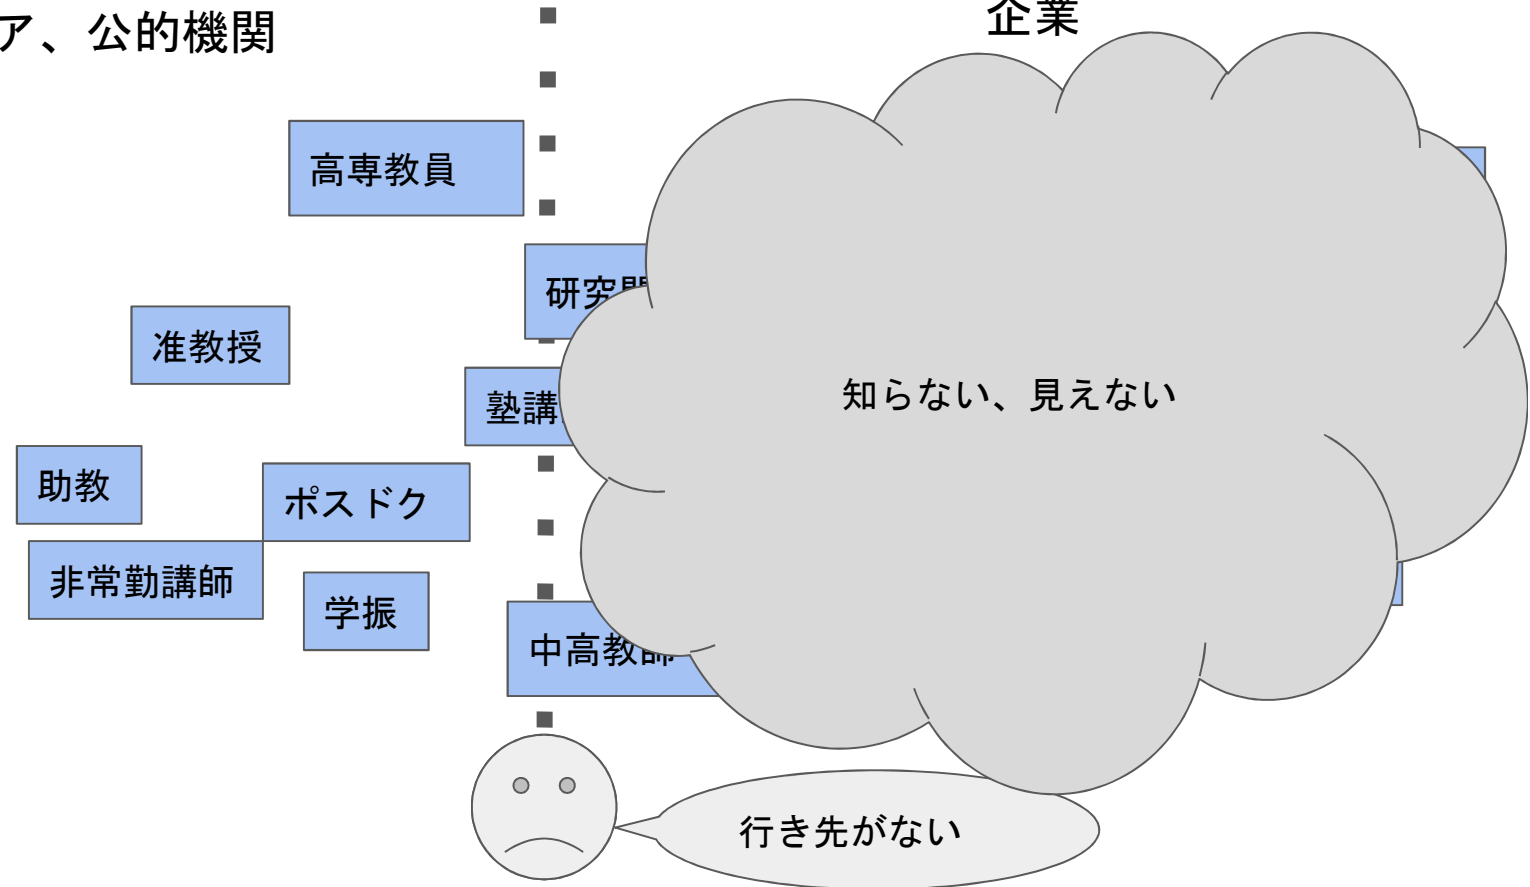 ア、公的機関
企業
高専教員
研究開
准教授
知らない、見えない
塾講
助教
ポスドク
非常勤講師
学振
中高教師
行き先がない